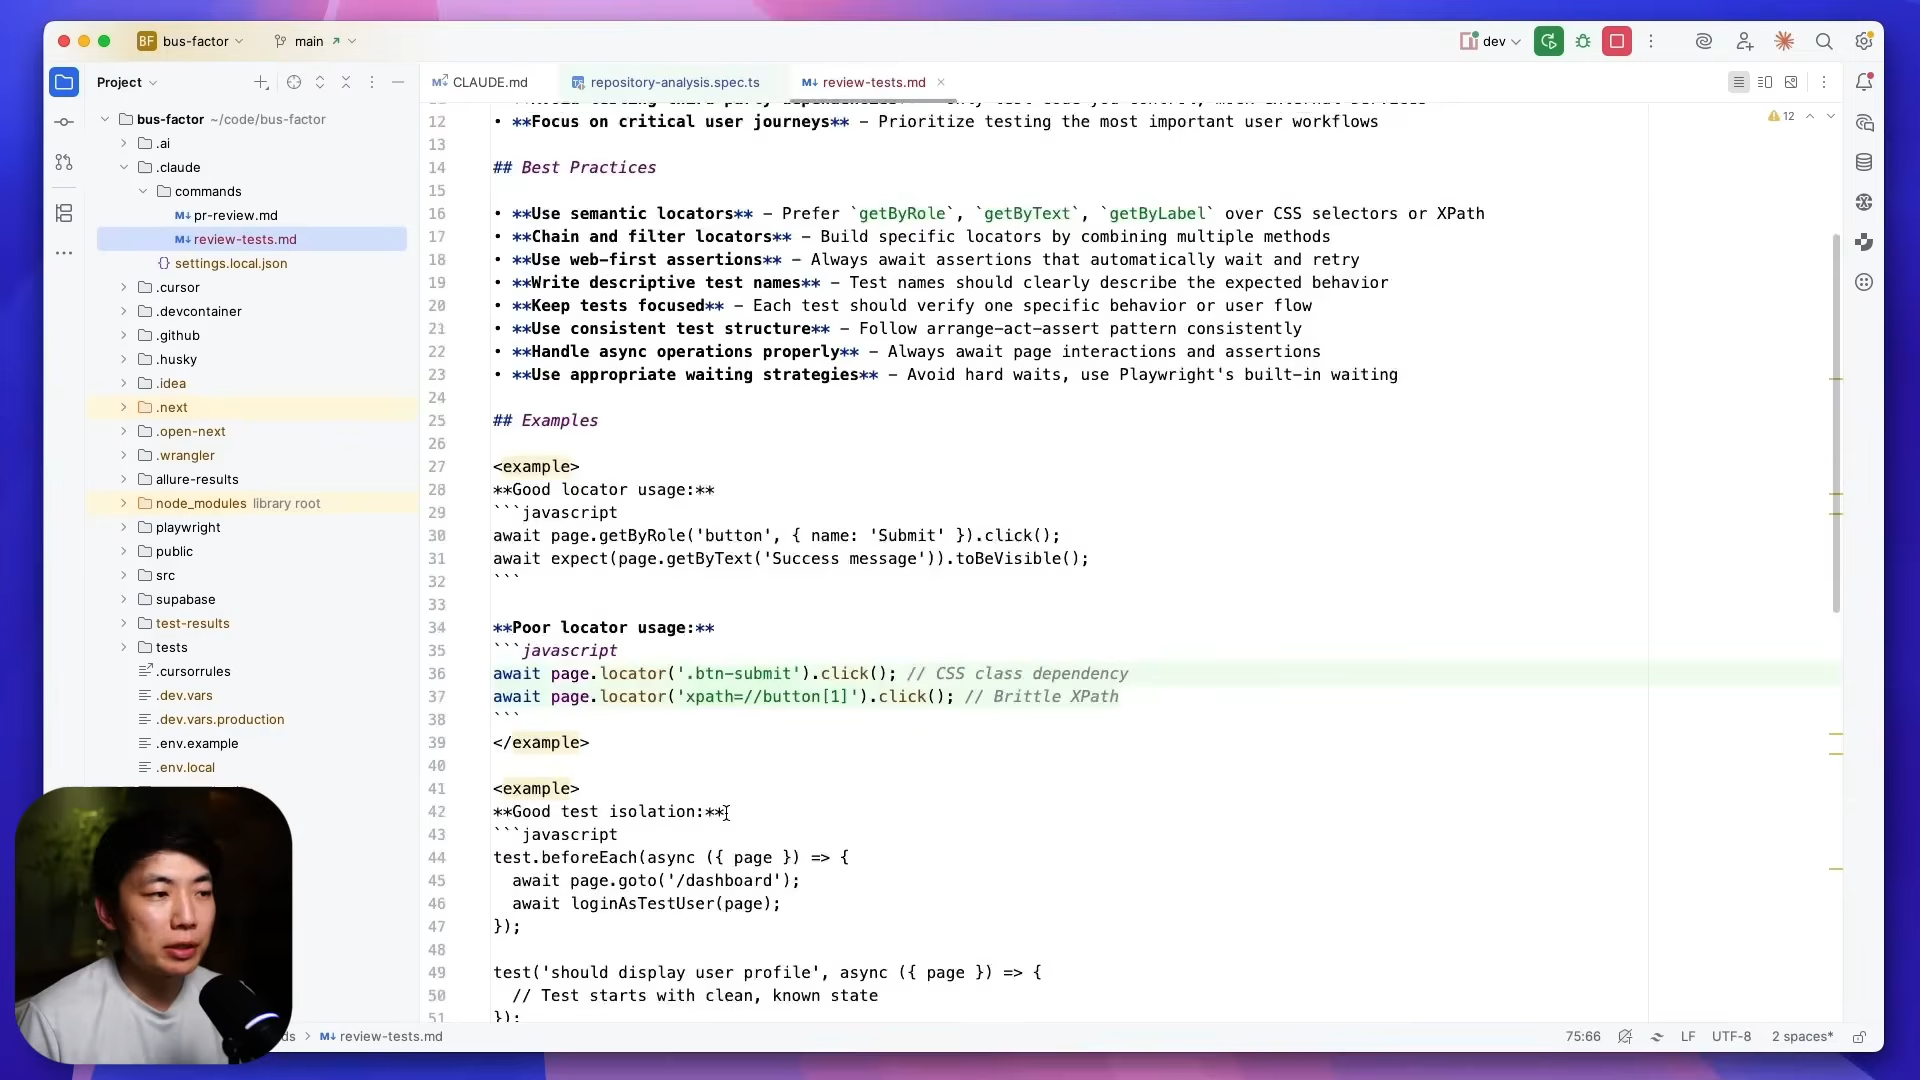 BF bus-factor
main
dev
Project
CLAUDE.md
TS repository-analysis.spec.ts
M↓ review-tests.md
bus-factor ~/code/bus-factor
.ai
.claude
commands
M↓ pr-review.md
M↓ review-tests.md
{} settings.local.json
.cursor
.devcontainer
.github
.husky
.idea
.next
.open-next
.wrangler
allure-results
node_modules library root
playwright
public
src
supabase
test-results
tests
.cursorrules
.dev.vars
.dev.vars.production
.env.example
.env.local
12
12 • **Focus on critical user journeys** – Prioritize testing the most important user workflows
13
14 ## Best Practices
15
16 • **Use semantic locators** – Prefer `getByRole`, `getByText`, `getByLabel` over CSS selectors or XPath
17 • **Chain and filter locators** – Build specific locators by combining multiple methods
18 • **Use web-first assertions** – Always await assertions that automatically wait and retry
19 • **Write descriptive test names** – Test names should clearly describe the expected behavior
20 • **Keep tests focused** – Each test should verify one specific behavior or user flow
21 • **Use consistent test structure** – Follow arrange-act-assert pattern consistently
22 • **Handle async operations properly** – Always await page interactions and assertions
23 • **Use appropriate waiting strategies** – Avoid hard waits, use Playwright's built-in waiting
24
25 ## Examples
26
27 <example>
28 **Good locator usage:**
29 ```javascript
30 await page.getByRole('button', { name: 'Submit' }).click();
31 await expect(page.getByText('Success message')).toBeVisible();
32 ```
33
34 **Poor locator usage:**
35 ```javascript
36 await page.locator('.btn-submit').click(); // CSS class dependency
37 await page.locator('xpath=//button[1]').click(); // Brittle XPath
38 ```
39 </example>
40
41 <example>
42 **Good test isolation:**
43 ```javascript
44 test.beforeEach(async ({ page }) => {
45 await page.goto('/dashboard');
46 await loginAsTestUser(page);
47 });
48
49 test('should display user profile', async ({ page }) => {
50 // Test starts with clean, known state
51 });
ds > M↓ review-tests.md
75:66 LF UTF-8 2 spaces*